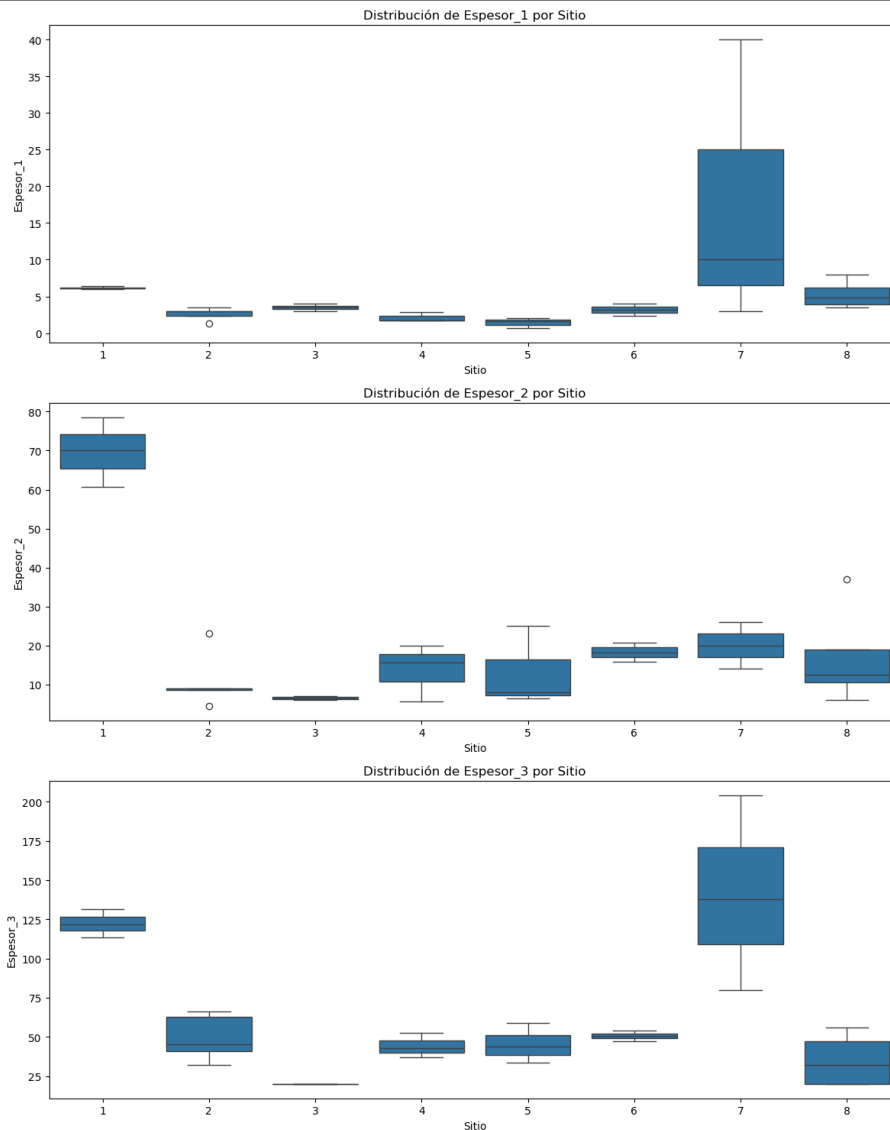 Distribución de Espesor_1 por Sitio
40
35
30
25
20
15
10
5
0
Espesor_1
1 2 3 4 5 6 7 8
Sitio
Distribución de Espesor_2 por Sitio
80
70
60
50
40
30
20
10
Espesor_2
1 2 3 4 5 6 7 8
Sitio
Distribución de Espesor_3 por Sitio
200
175
150
125
100
75
50
25
Espesor_3
1 2 3 4 5 6 7 8
Sitio